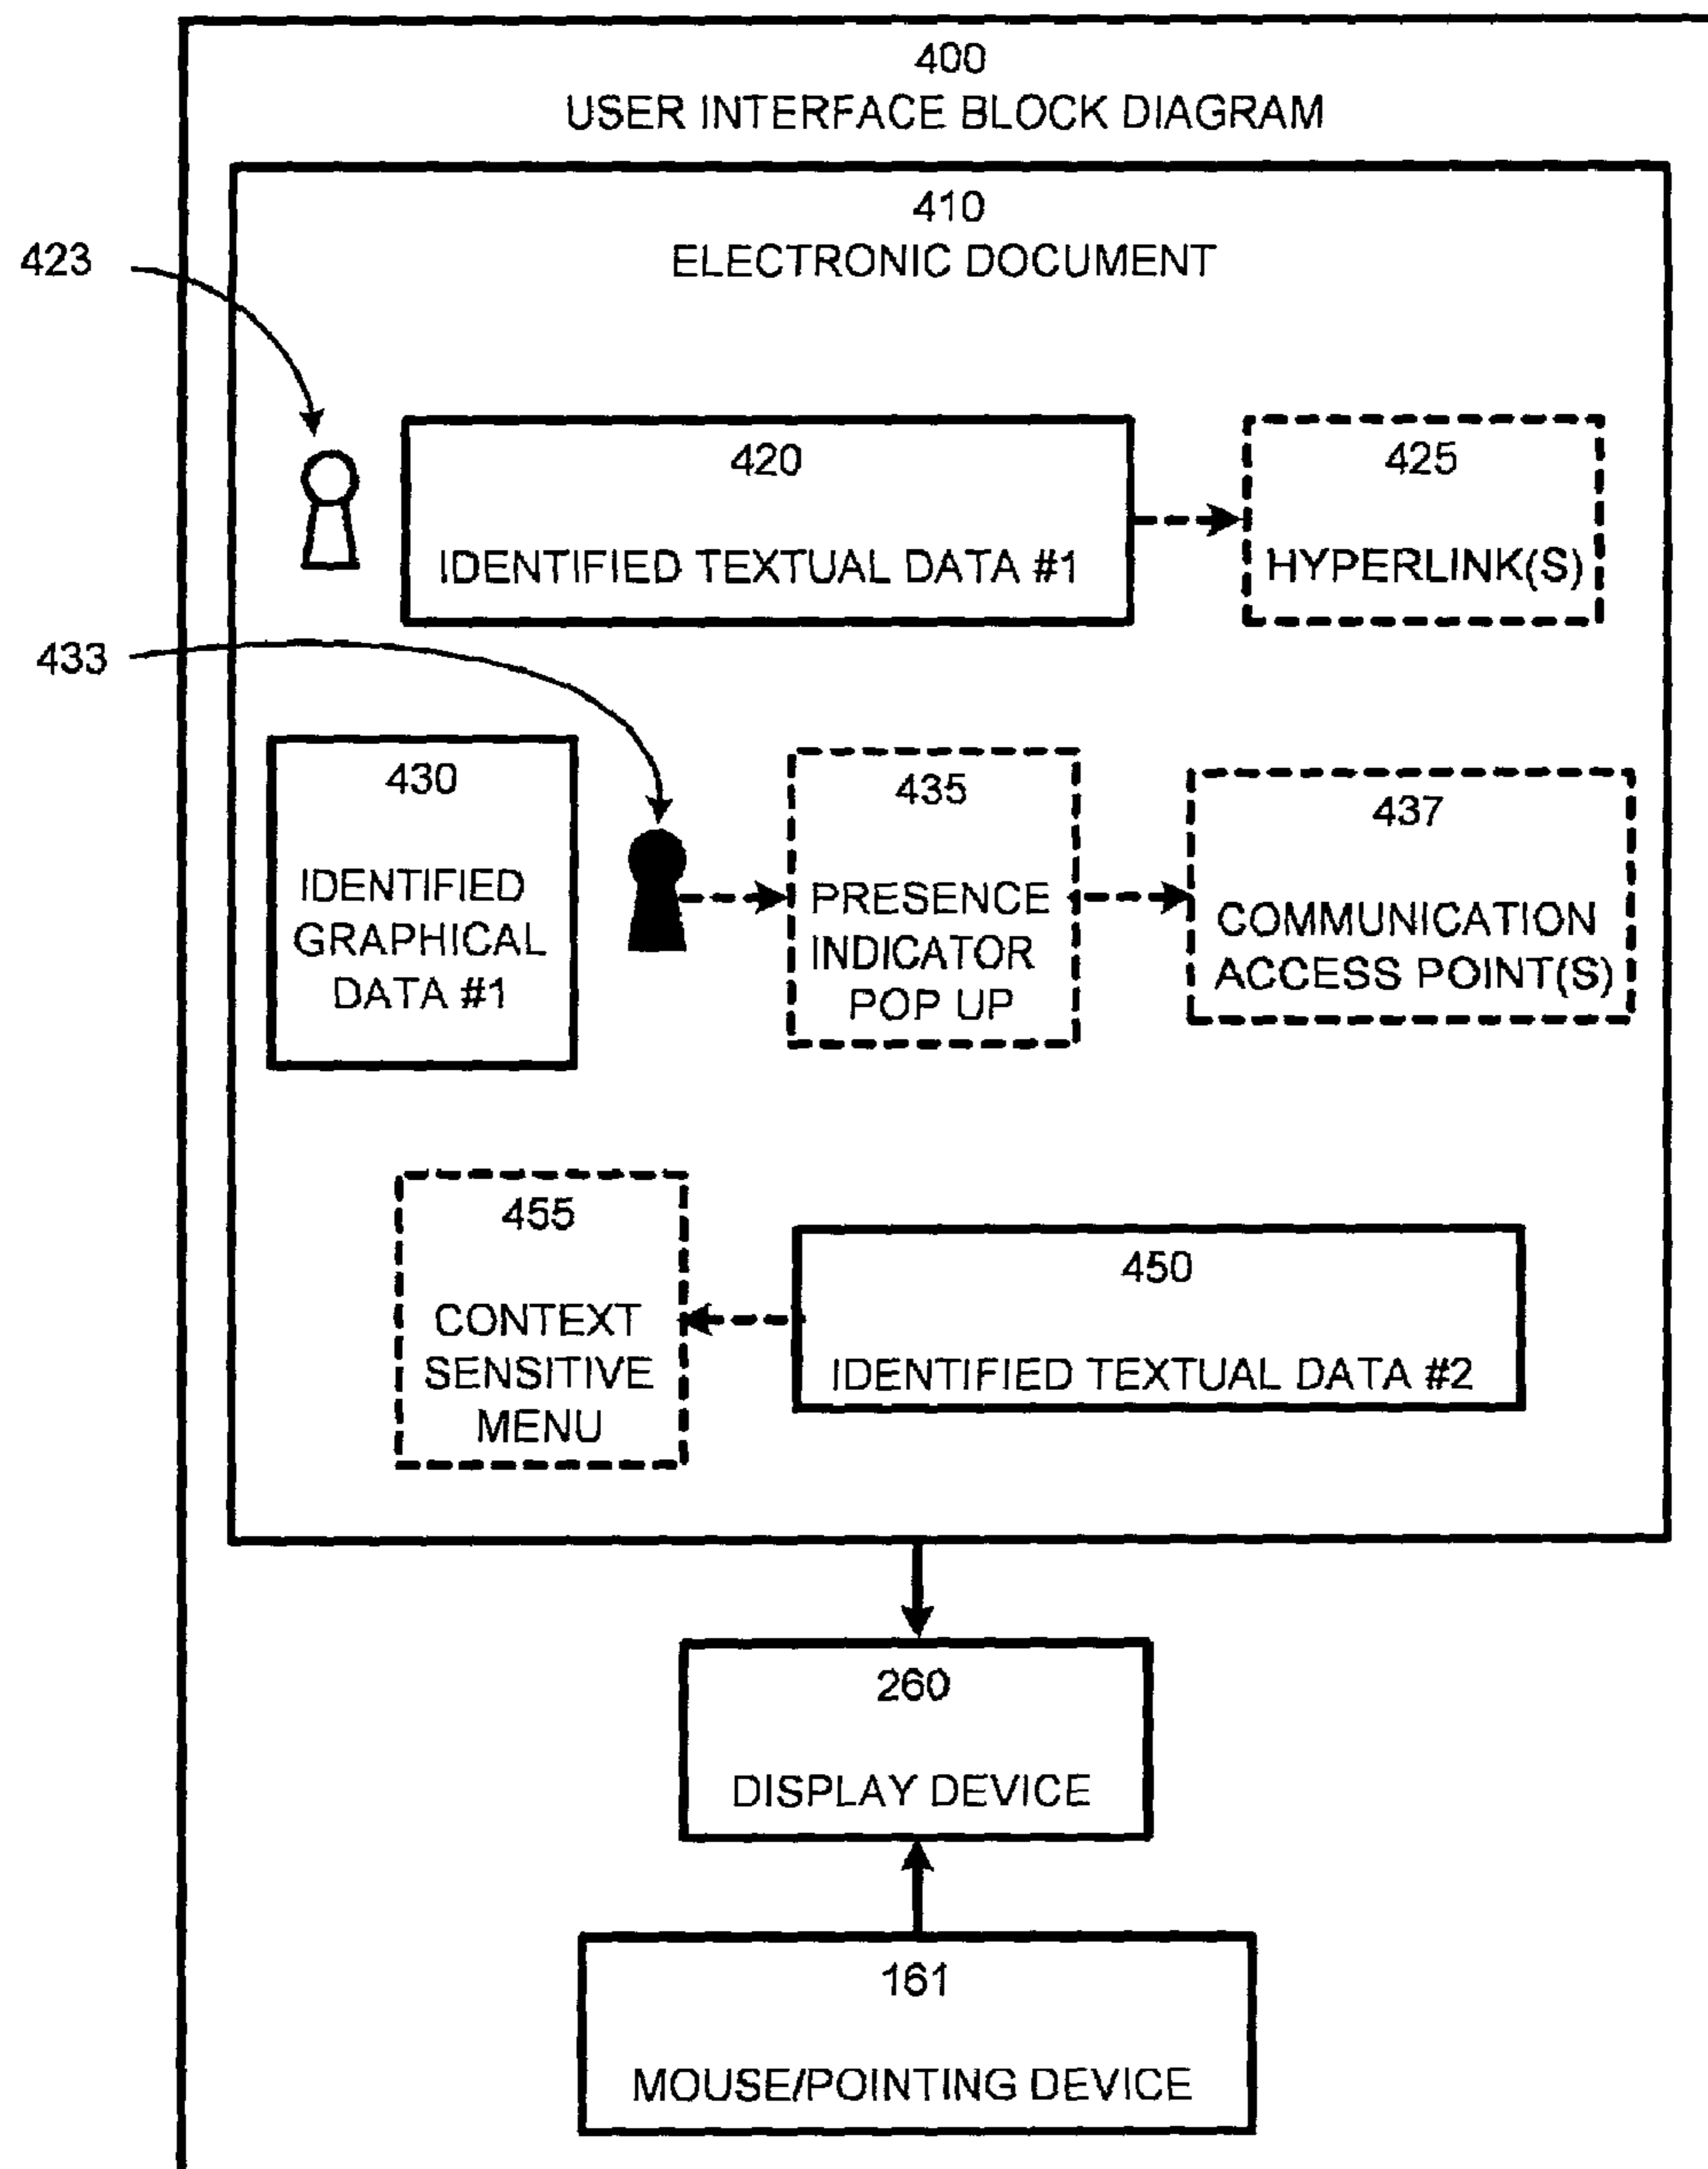 400
USER INTERFACE BLOCK DIAGRAM
410
ELECTRONIC DOCUMENT
423
420
IDENTIFIED TEXTUAL DATA #1
425
HYPERLINK(S)
433
430
IDENTIFIED
GRAPHICAL
DATA #1
435
PRESENCE
INDICATOR
POP UP
437
COMMUNICATION
ACCESS POINT(S)
455
CONTEXT
SENSITIVE
MENU
450
IDENTIFIED TEXTUAL DATA #2
260
DISPLAY DEVICE
161
MOUSE/POINTING DEVICE